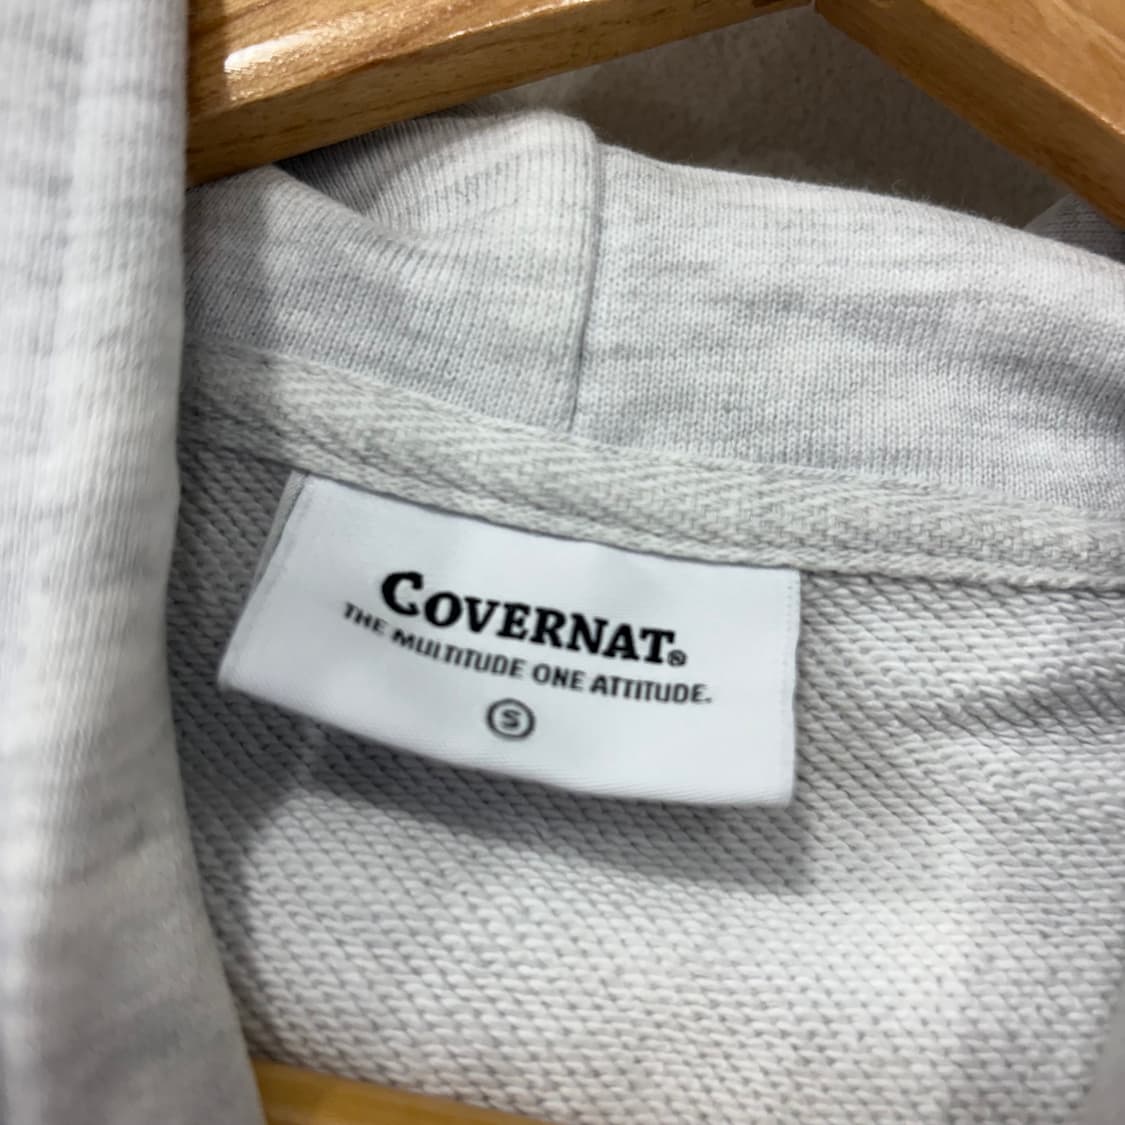 COVERNAT®
THE MULTITUDE ONE ATTITUDE.
S